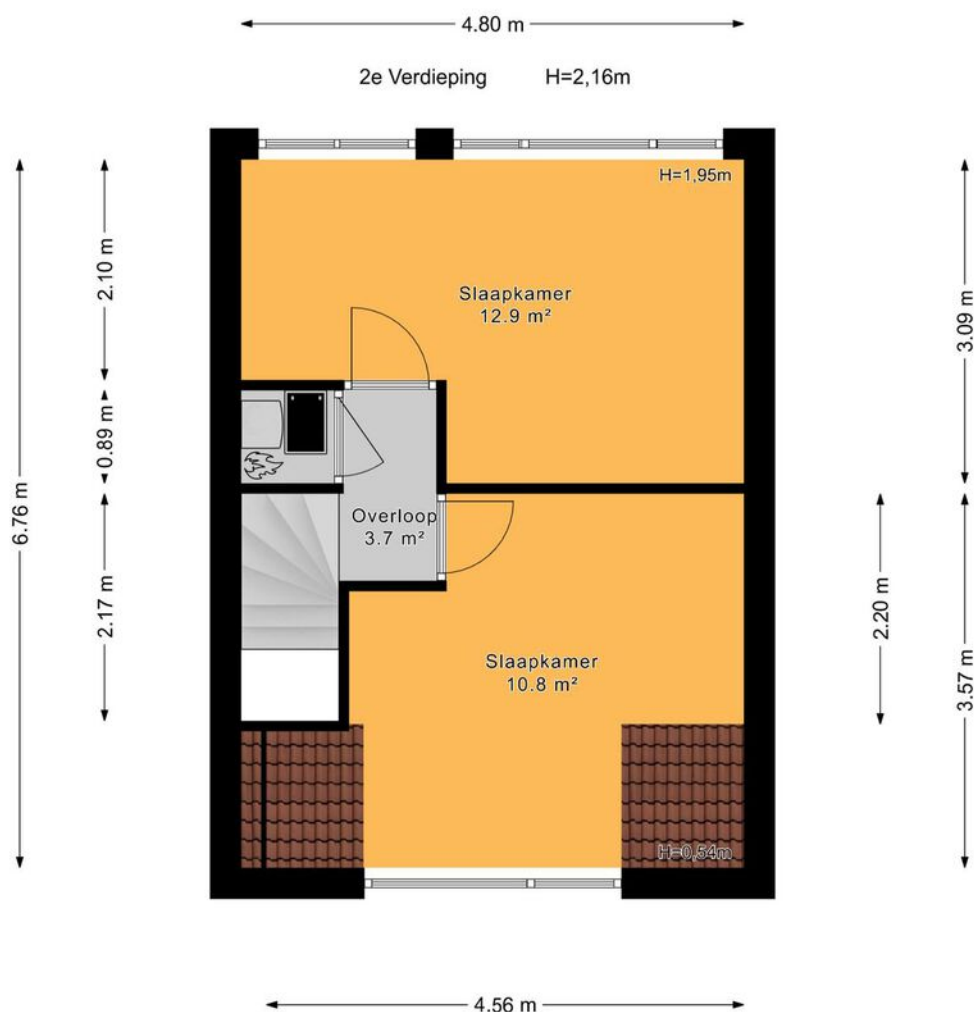 4.80 m
2e Verdieping H=2,16m
H=1,95m
2.10 m
3.09 m
Slaapkamer
12.9 m²
0.89 m
6.76 m
Overloop
3.7 m²
2.17 m
2.20 m
3.57 m
Slaapkamer
10.8 m²
H=0,54m
4.56 m